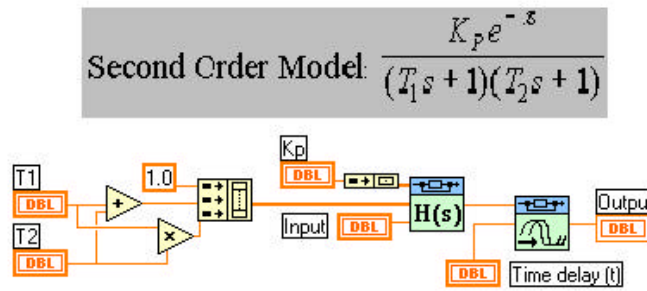 Second Order Model: K_P e^-s
(T₁s + 1)(T₂s + 1)
T1
DBL
T2
DBL
+
×
1.0
Kp
DBL
Input
DBL
H(s)
Output
DBL
DBL
Time delay (t)